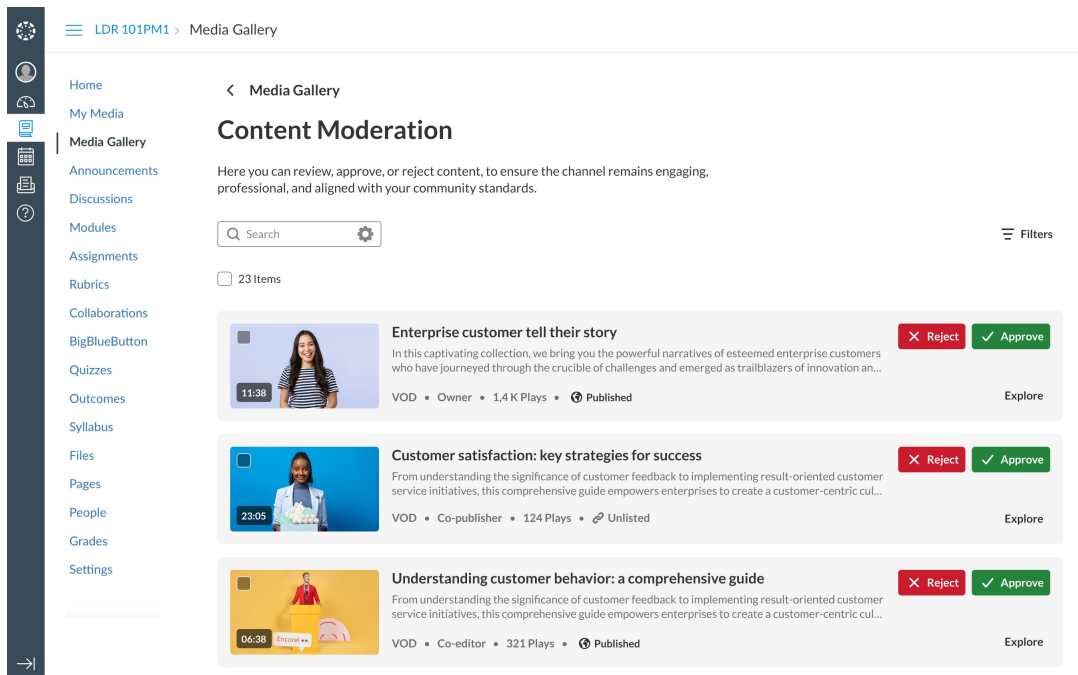 LDR 101PM1 > Media Gallery
Home
My Media
Media Gallery
Announcements
Discussions
Modules
Assignments
Rubrics
Collaborations
BigBlueButton
Quizzes
Outcomes
Syllabus
Files
Pages
People
Grades
Settings
Media Gallery
Content Moderation
Here you can review, approve, or reject content, to ensure the channel remains engaging,
professional, and aligned with your community standards.
Search
Filters
23 Items
11:38
Enterprise customer tell their story
In this captivating collection, we bring you the powerful narratives of esteemed enterprise customers
who have journeyed through the crucible of challenges and emerged as trailblazers of innovation an...
VOD • Owner • 1,4 K Plays • Published
Reject
Approve
Explore
23:05
Customer satisfaction: key strategies for success
From understanding the significance of customer feedback to implementing result-oriented customer
service initiatives, this comprehensive guide empowers enterprises to create a customer-centric cul...
VOD • Co-publisher • 124 Plays • Unlisted
Reject
Approve
Explore
06:38
Encore!
Understanding customer behavior: a comprehensive guide
From understanding the significance of customer feedback to implementing result-oriented customer
service initiatives, this comprehensive guide empowers enterprises to create a customer-centric cul...
VOD • Co-editor • 321 Plays • Published
Reject
Approve
Explore